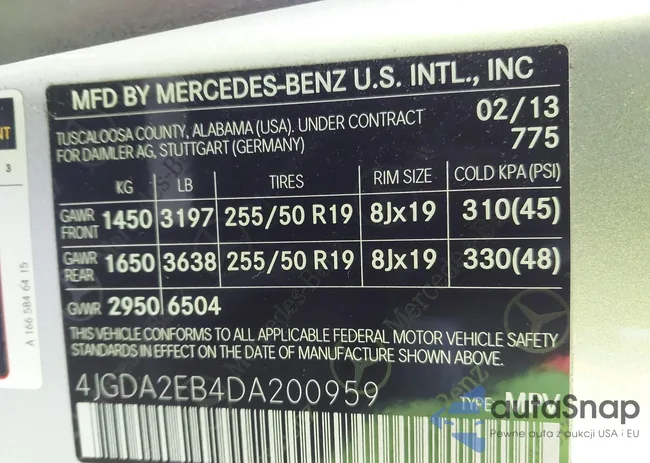 MFD BY MERCEDES-BENZ U.S. INTL., INC
TUSCALOOSA COUNTY, ALABAMA (USA). UNDER CONTRACT
FOR DAIMLER AG, STUTTGART (GERMANY)
02/13
775
KG LB TIRES RIM SIZE COLD KPA (PSI)
GAWR FRONT 1450 3197 255/50 R19 8Jx19 310(45)
GAWR REAR 1650 3638 255/50 R19 8Jx19 330(48)
GVWR 2950 6504
THIS VEHICLE CONFORMS TO ALL APPLICABLE FEDERAL MOTOR VEHICLE SAFETY
STANDARDS IN EFFECT ON THE DATE OF MANUFACTURE SHOWN ABOVE.
4JGDA2EB4DA200959 TYPE: MPV
A 166 584 64 15
NT
3
autoSnap
Pewne auta z aukcji USA i EU